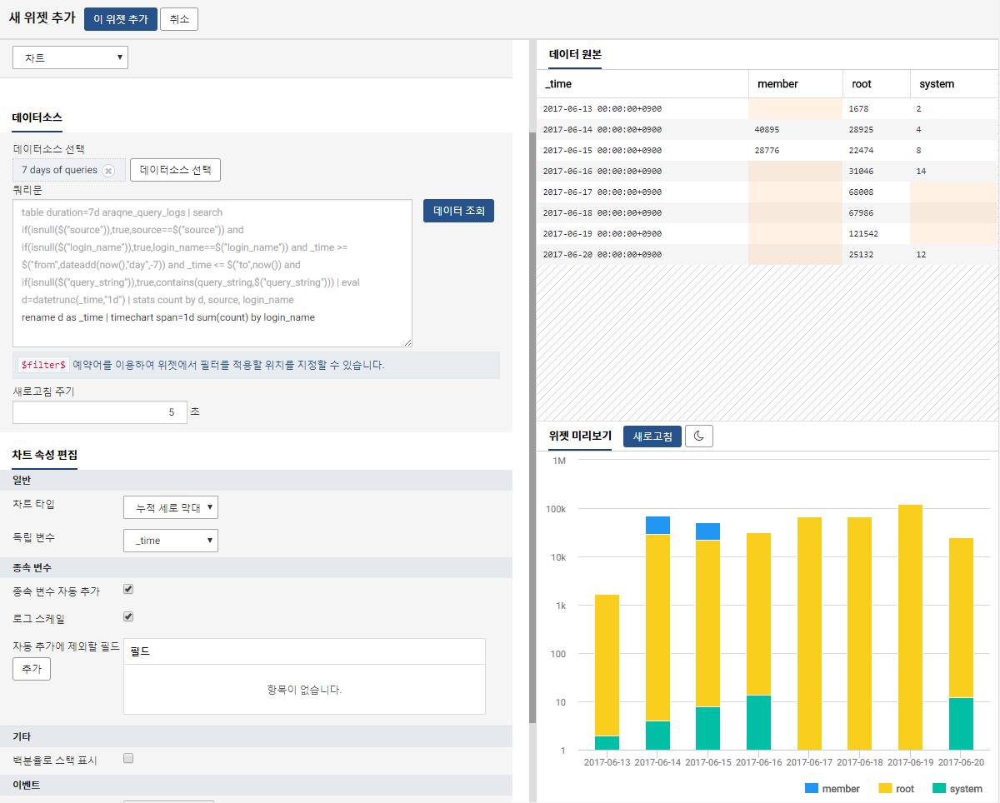 새 위젯 추가 이 위젯 추가 취소
차트
데이터소스
데이터소스 선택
7 days of queries 데이터소스 선택
쿼리문
table duration=7d araqne_query_logs | search
if(isnull($("source")),true,source==$("source")) and
if(isnull($("login_name")),true,login_name==$("login_name")) and _time >=
$("from",dateadd(now(),"day",-7)) and _time <= $("to",now()) and
if(isnull($("query_string")),true,contains(query_string,$("query_string"))) | eval
d=datetrunc(_time,"1d") | stats count by d, source, login_name
rename d as _time | timechart span=1d sum(count) by login_name
데이터 조회
$filter$ 예약어를 이용하여 위젯에서 필터를 적용할 위치를 지정할 수 있습니다.
새로고침 주기
5 초
차트 속성 편집
일반
차트 타입 누적 세로 막대
독립 변수 _time
종속 변수
종속 변수 자동 추가
로그 스케일
자동 추가에 제외할 필드 필드
추가
항목이 없습니다.
기타
백분율로 스택 표시
이벤트
데이터 원본
_time member root system
2017-06-13 00:00:00+0900 1678 2
2017-06-14 00:00:00+0900 40895 28925 4
2017-06-15 00:00:00+0900 28776 22474 8
2017-06-16 00:00:00+0900 31046 14
2017-06-17 00:00:00+0900 68008
2017-06-18 00:00:00+0900 67986
2017-06-19 00:00:00+0900 121542
2017-06-20 00:00:00+0900 25132 12
위젯 미리보기 새로고침
1M
100k
10k
1k
100
10
1
2017-06-13 2017-06-14 2017-06-15 2017-06-16 2017-06-17 2017-06-18 2017-06-19 2017-06-20
member root system